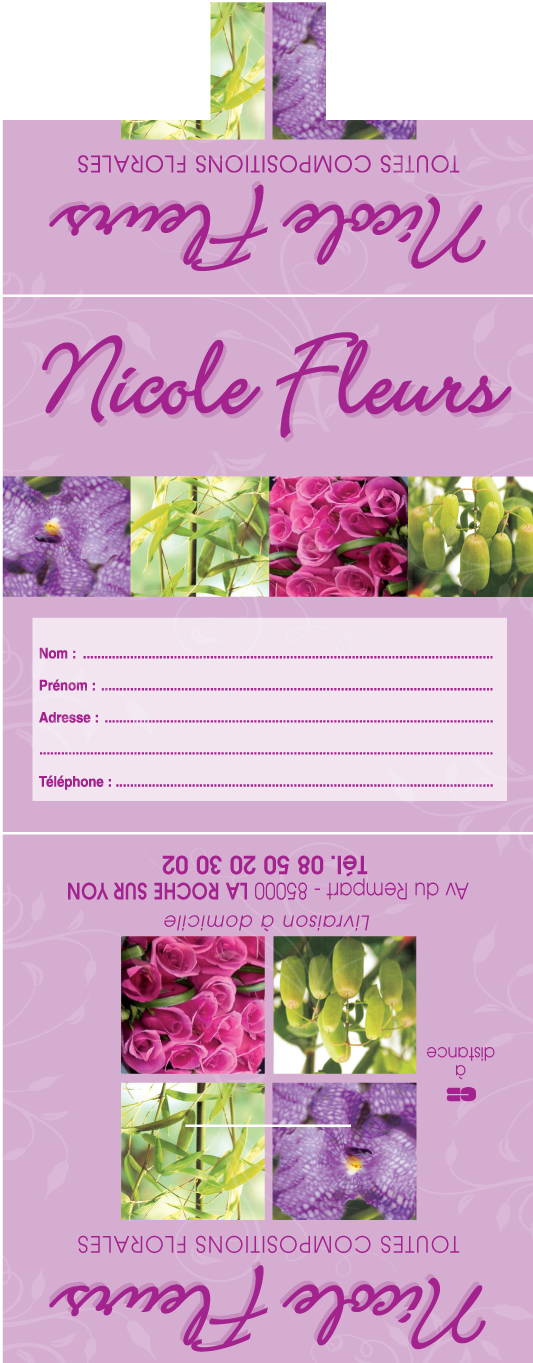 TOUTES COMPOSITIONS FLORALES
Nicole Fleurs
Nicole Fleurs
Nom : ................................................
Prénom : ................................................
Adresse : ................................................
................................................
Téléphone : ................................................
Tél. 08 50 20 30 02
Av du Rempart - 85000 LA ROCHE SUR YON
Livraison à domicile
à
distance
CB
TOUTES COMPOSITIONS FLORALES
Nicole Fleurs